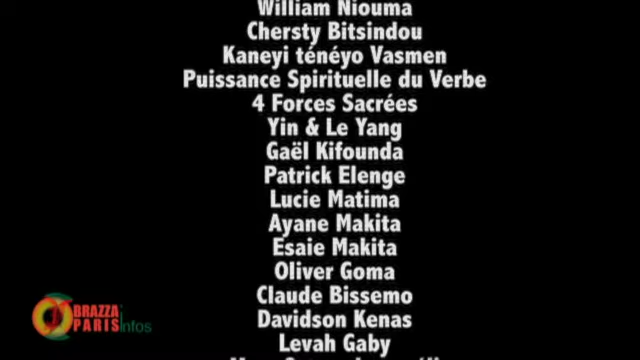 William Niouma
Chersty Bitsindou
Kaneyi ténéyo Vasmen
Puissance Spirituelle du Verbe
4 Forces Sacrées
Yin & Le Yang
Gaël Kifounda
Patrick Elenge
Lucie Matima
Ayane Makita
Esaie Makita
Oliver Goma
Claude Bissemo
Davidson Kenas
Levah Gaby
BRAZZA
PARIS infos